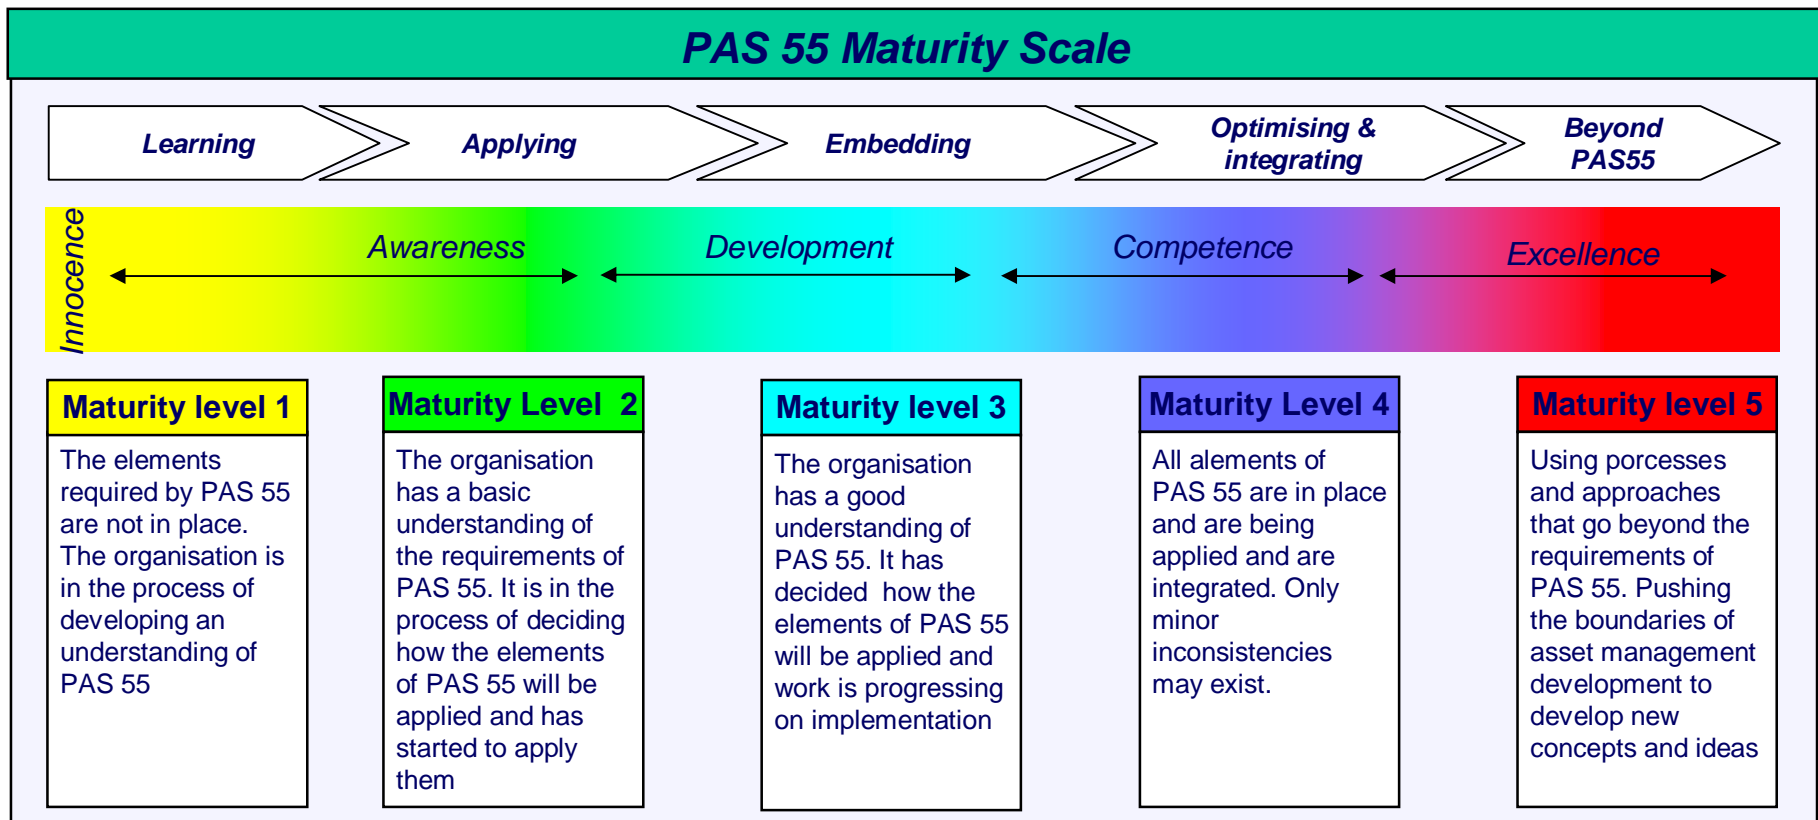 PAS 55 Maturity Scale
Learning
Applying
Embedding
Optimising &
integrating
Beyond
PAS55
Innocence
Awareness
Development
Competence
Excellence
Maturity level 1
The elements
required by PAS 55
are not in place.
The organisation is
in the process of
developing an
understanding of
PAS 55
Maturity Level 2
The organisation
has a basic
understanding of
the requirements of
PAS 55. It is in the
process of deciding
how the elements
of PAS 55 will be
applied and has
started to apply
them
Maturity level 3
The organisation
has a good
understanding of
PAS 55. It has
decided how the
elements of PAS 55
will be applied and
work is progressing
on implementation
Maturity Level 4
All alements of
PAS 55 are in place
and are being
applied and are
integrated. Only
minor
inconsistencies
may exist.
Maturity level 5
Using porcesses
and approaches
that go beyond the
requirements of
PAS 55. Pushing
the boundaries of
asset management
development to
develop new
concepts and ideas